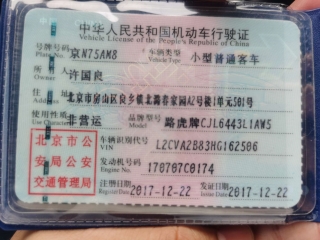 中华人民共和国机动车行驶证
Vehicle License of the People's Republic of China
号牌号码 京N75AM8 车辆类型 小型普通客车
Plate No. Vehicle Type
所有人 许国良
Owner
住址 北京市房山区良乡镇北潞春家园A2号楼1单元501号
Address
使用性质 非营运 品牌型号 路虎牌CJL6443L1AW5
Use Character
北京市公安局公安交通管理局
车辆识别代号 L2CVA2B83HG162506
VIN
发动机号码 170707C0174
Engine No.
注册日期 2017-12-22 发证日期 2017-12-22
Register Date Issue Date